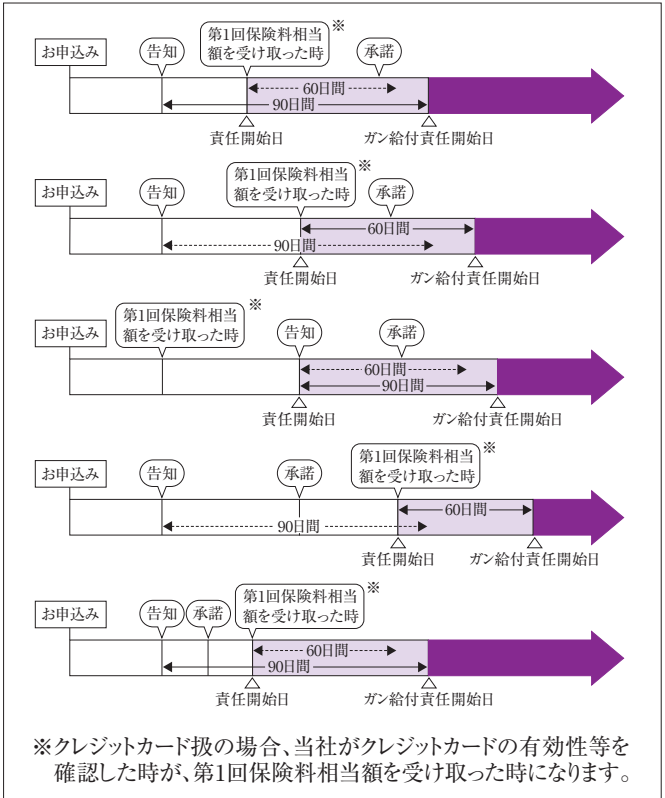 お申込み
告知
第1回保険料相当
額を受け取った時
※
承諾
60日間
90日間
責任開始日
ガン給付責任開始日
お申込み
告知
第1回保険料相当
額を受け取った時
※
承諾
60日間
90日間
責任開始日
ガン給付責任開始日
お申込み
第1回保険料相当
額を受け取った時
※
告知
承諾
60日間
90日間
責任開始日
ガン給付責任開始日
お申込み
告知
承諾
第1回保険料相当
額を受け取った時
※
60日間
90日間
責任開始日
ガン給付責任開始日
お申込み
告知
承諾
第1回保険料相当
額を受け取った時
※
60日間
90日間
責任開始日
ガン給付責任開始日
※クレジットカード扱の場合、当社がクレジットカードの有効性等を
確認した時が、第1回保険料相当額を受け取った時になります。